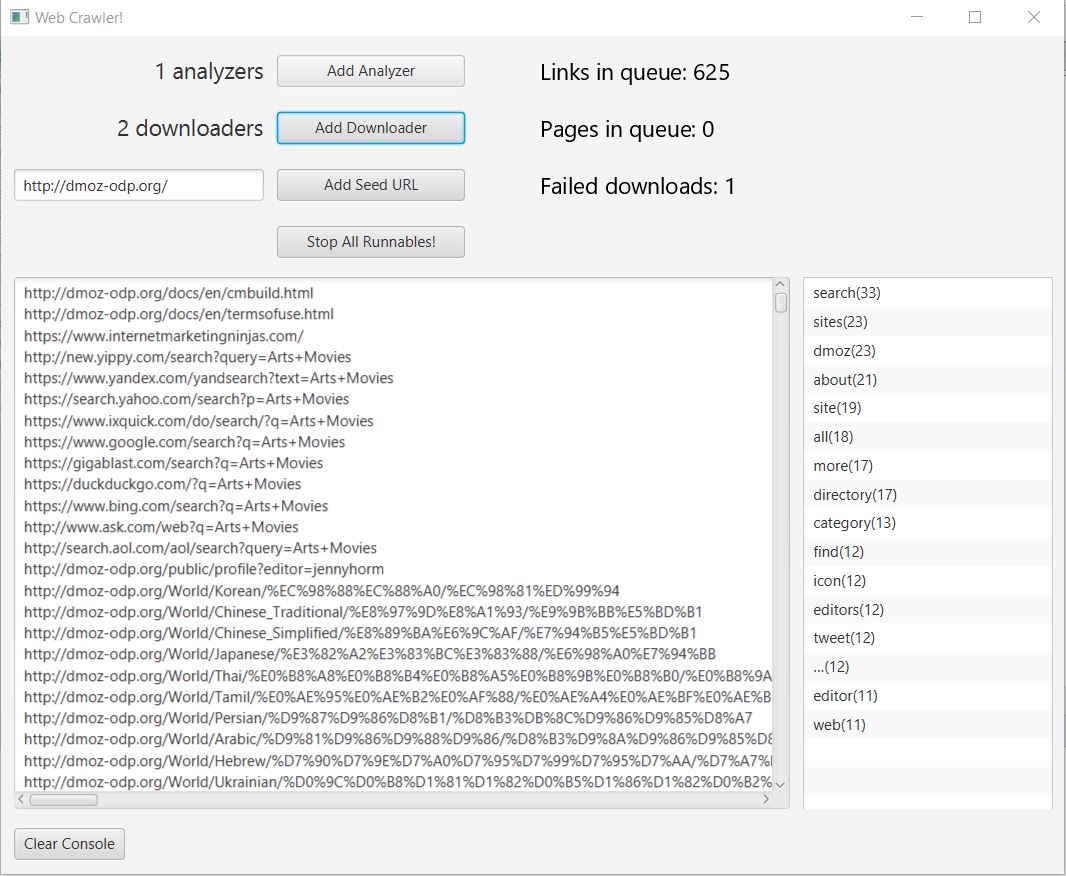 Web Crawler!
1 analyzers
Add Analyzer
Links in queue: 625
2 downloaders
Add Downloader
Pages in queue: 0
http://dmoz-odp.org/
Add Seed URL
Failed downloads: 1
Stop All Runnables!
http://dmoz-odp.org/docs/en/cmbuild.html
http://dmoz-odp.org/docs/en/termsofuse.html
https://www.internetmarketingninjas.com/
http://new.yippy.com/search?query=Arts+Movies
https://www.yandex.com/yandsearch?text=Arts+Movies
https://search.yahoo.com/search?p=Arts+Movies
https://www.ixquick.com/do/search/?q=Arts+Movies
https://www.google.com/search?q=Arts+Movies
https://gigablast.com/search?q=Arts+Movies
https://duckduckgo.com/?q=Arts+Movies
https://www.bing.com/search?q=Arts+Movies
http://www.ask.com/web?q=Arts+Movies
http://search.aol.com/aol/search?query=Arts+Movies
http://dmoz-odp.org/public/profile?editor=jennyhorm
http://dmoz-odp.org/World/Korean/%EC%98%88%EC%88%A0/%EC%98%81%ED%99%94
http://dmoz-odp.org/World/Chinese_Traditional/%E8%97%9D%E8%A1%93/%E9%9B%BB%E5%BD%B1
http://dmoz-odp.org/World/Chinese_Simplified/%E8%89%BA%E6%9C%AF/%E7%94%B5%E5%BD%B1
http://dmoz-odp.org/World/Japanese/%E3%82%A2%E3%83%BC%E3%83%88/%E6%98%A0%E7%94%BB
http://dmoz-odp.org/World/Thai/%E0%B8%A8%E0%B8%B4%E0%B8%A5%E0%B8%9B%E0%B8%B0/%E0%B8%9A
http://dmoz-odp.org/World/Tamil/%E0%AE%95%E0%AE%B2%E0%AF%88/%E0%AE%A4%E0%AE%BF%E0%AE%B
http://dmoz-odp.org/World/Persian/%D9%87%D9%86%D8%B1/%D8%B3%DB%8C%D9%86%D9%85%D8%A7
http://dmoz-odp.org/World/Arabic/%D9%81%D9%86%D9%88%D9%86/%D8%B3%D9%8A%D9%86%D9%85%D8
http://dmoz-odp.org/World/Hebrew/%D7%90%D7%9E%D7%A0%D7%95%D7%99%D7%95%D7%AA/%D7%A7%
http://dmoz-odp.org/World/Ukrainian/%D0%9C%D0%B8%D1%81%D1%82%D0%B5%D1%86%D1%82%D0%B2%
search(33)
sites(23)
dmoz(23)
about(21)
site(19)
all(18)
more(17)
directory(17)
category(13)
find(12)
icon(12)
editors(12)
tweet(12)
...(12)
editor(11)
web(11)
Clear Console